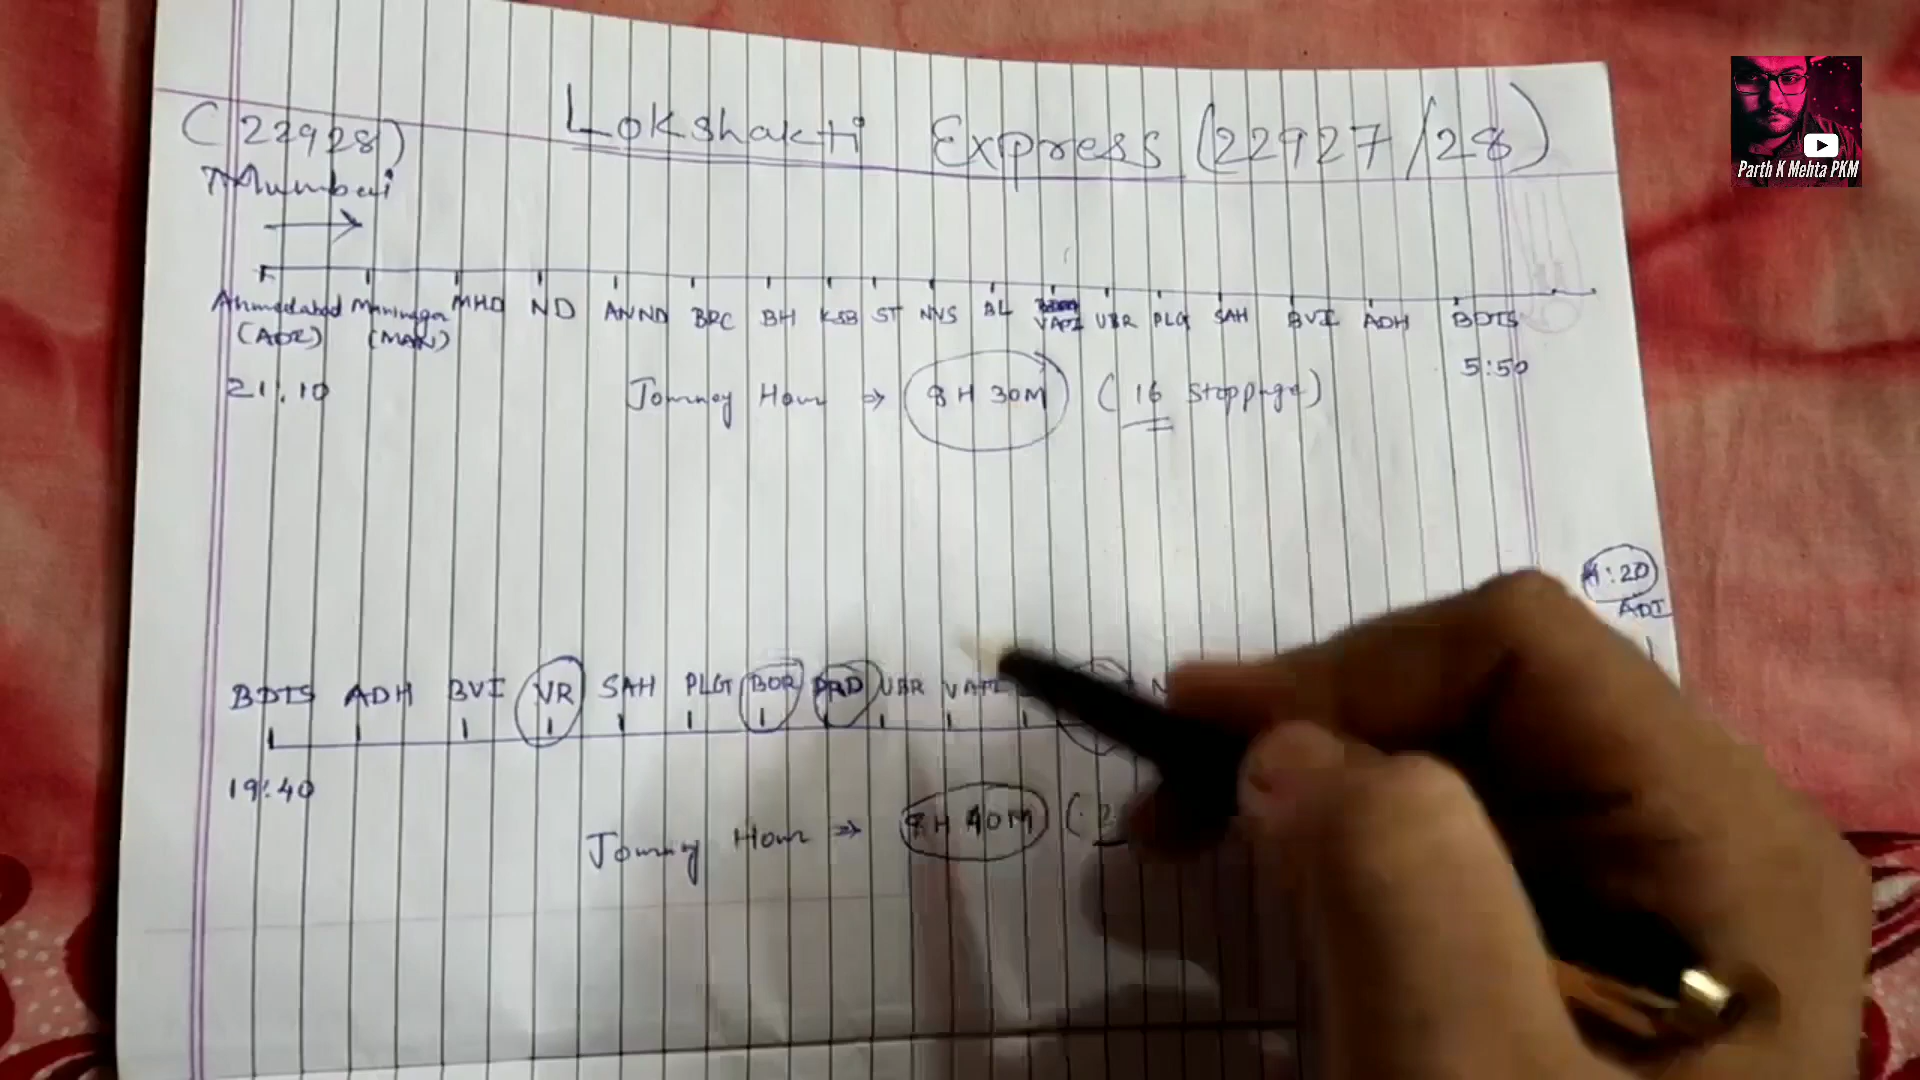 (22928)
Lokshakti Express (22927/28)
Mumbai
Ahmedabad Maninagar MHD ND ANND BRC BH KSB ST NVS BL VAPI UBR PLG SAH BVI ADH BDTS
(ADI) (MAN)
21:10 5:50
Journey Hour ⇒ 8H 30M (16 stoppage)
4:20
ADI
BDTS ADH BVI VR SAH PLG BOR DRD UBR VAPI
19:40
Journey Hour ⇒ 8H 40M
Parth K Mehta PKM